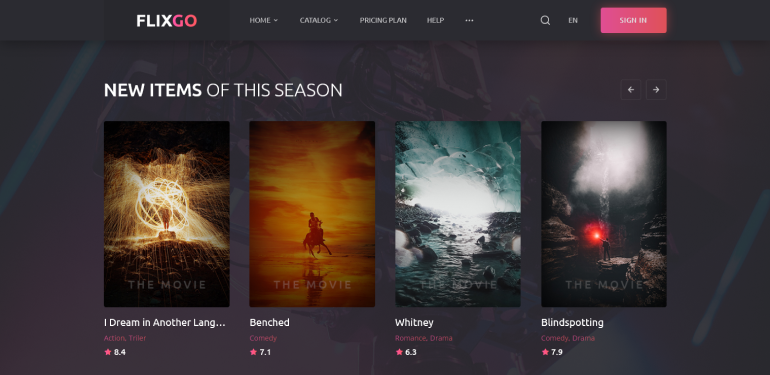 FLIXGO
HOME
CATALOG
PRICING PLAN
HELP
EN
SIGN IN
NEW ITEMS OF THIS SEASON
THE MOVIE
THE MOVIE
THE MOVIE
THE MOVIE
I Dream in Another Lang...
Benched
Whitney
Blindspotting
Action, Triler
Comedy
Romance, Drama
Comedy, Drama
8.4
7.1
6.3
7.9